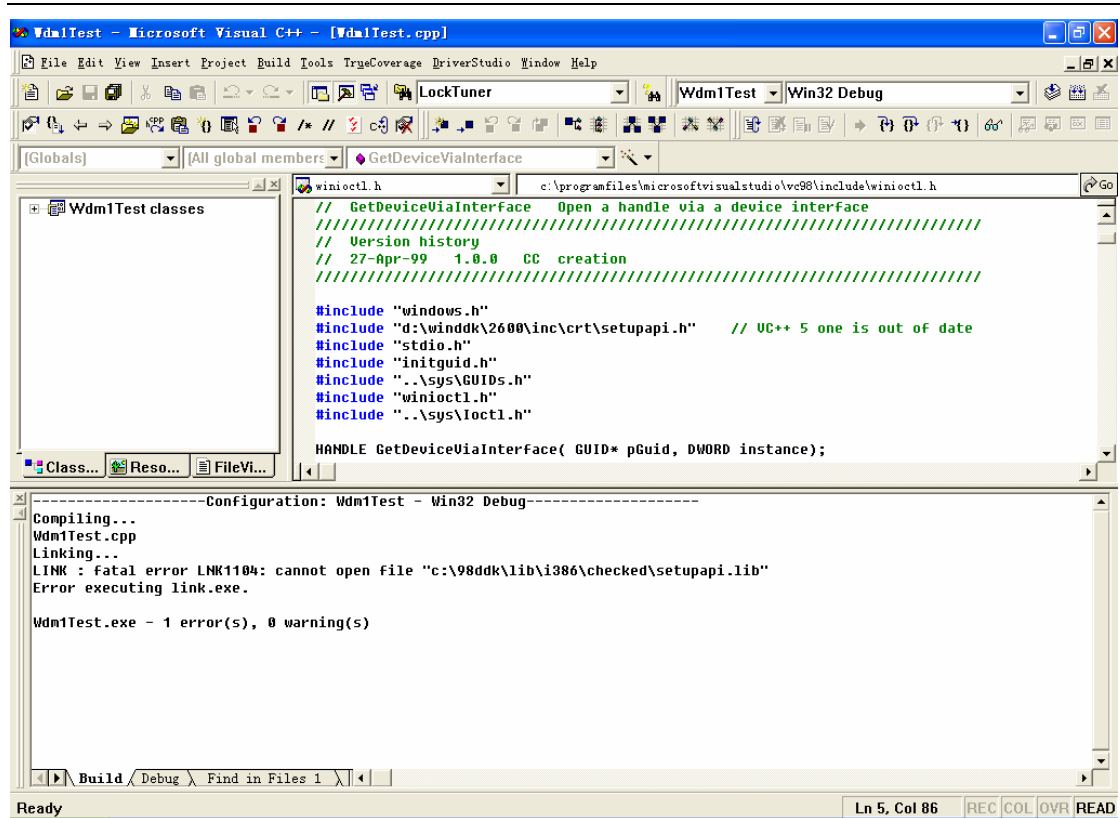 Wdm1Test - Microsoft Visual C++ - [Wdm1Test.cpp]
File Edit View Insert Project Build Tools TrueCoverage DriverStudio Window Help
LockTuner Wdm1Test Win32 Debug
(Globals) (All global members GetDeviceViaInterface
winioctl.h c:\programfiles\microsoftvisualstudio\vc98\include\winioctl.h Go
Wdm1Test classes
// GetDeviceViaInterface Open a handle via a device interface
///////////////////////////////////////////////////////////////////////////
// Version history
// 27-Apr-99 1.0.0 CC creation
///////////////////////////////////////////////////////////////////////////
#include "windows.h"
#include "d:\winddk\2600\inc\crt\setupapi.h" // VC++ 5 one is out of date
#include "stdio.h"
#include "initguid.h"
#include "..\sys\GUIDs.h"
#include "winioctl.h"
#include "..\sys\Ioctl.h"
HANDLE GetDeviceViaInterface( GUID* pGuid, DWORD instance);
Class... Reso... FileVi...
--------------------Configuration: Wdm1Test - Win32 Debug--------------------
Compiling...
Wdm1Test.cpp
Linking...
LINK : fatal error LNK1104: cannot open file "c:\98ddk\lib\i386\checked\setupapi.lib"
Error executing link.exe.
Wdm1Test.exe - 1 error(s), 0 warning(s)
Build Debug Find in Files 1
Ready Ln 5, Col 86 REC COL OVR READ